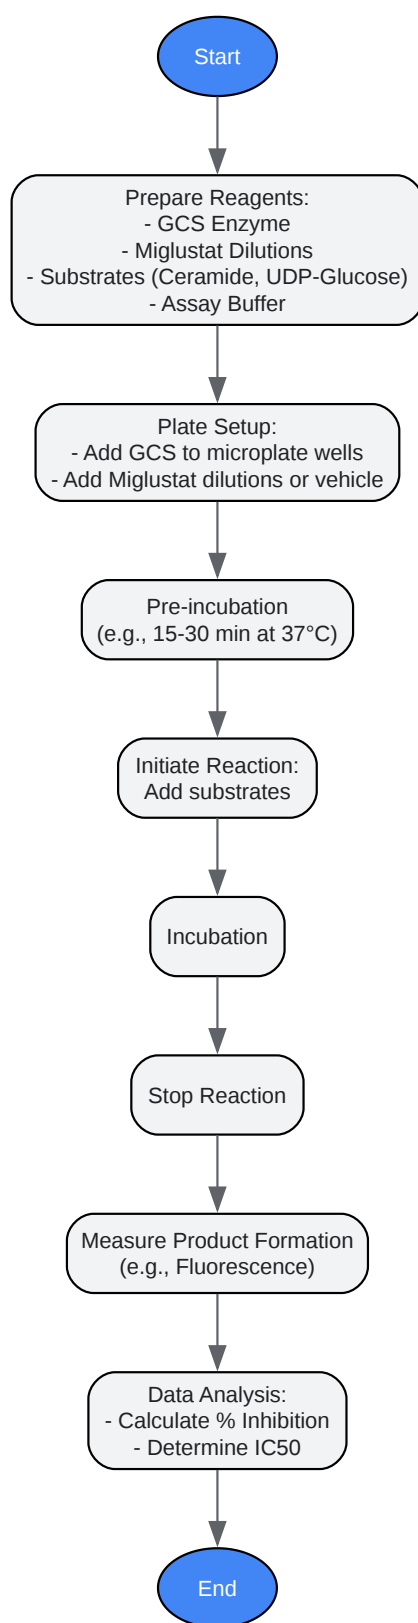 Start
Prepare Reagents:
- GCS Enzyme
- Miglustat Dilutions
- Substrates (Ceramide, UDP-Glucose)
- Assay Buffer
Plate Setup:
- Add GCS to microplate wells
- Add Miglustat dilutions or vehicle
Pre-incubation
(e.g., 15-30 min at 37°C)
Initiate Reaction:
Add substrates
Incubation
Stop Reaction
Measure Product Formation
(e.g., Fluorescence)
Data Analysis:
- Calculate % Inhibition
- Determine IC50
End